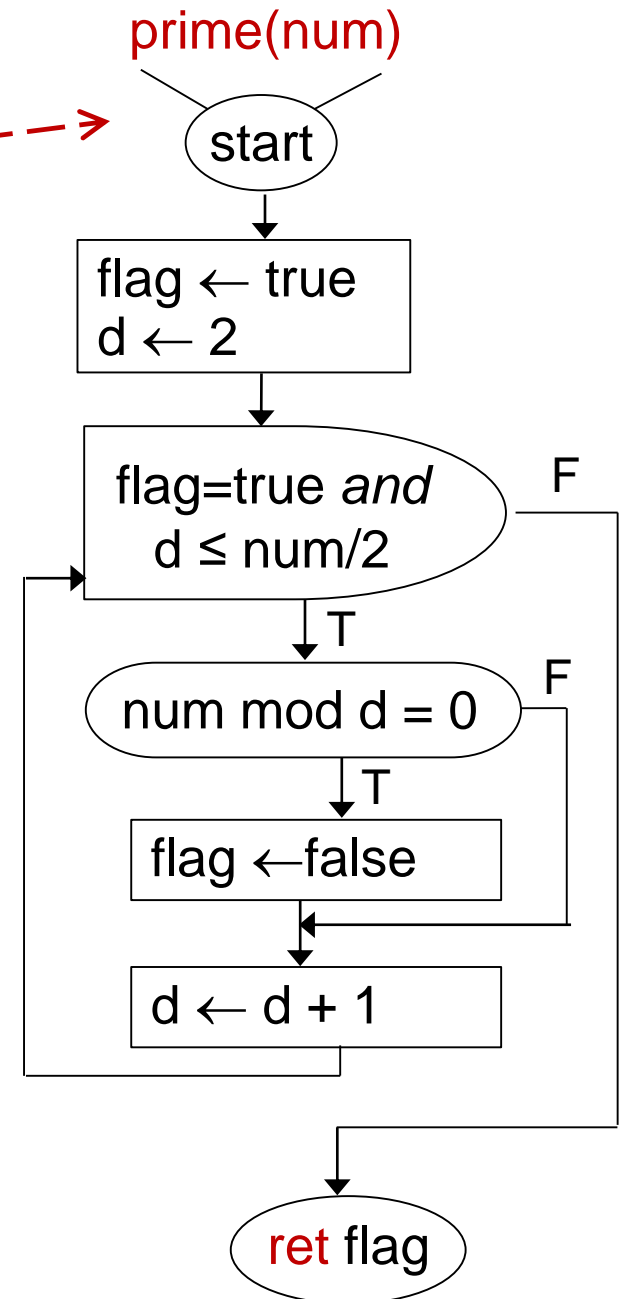 prime(num)
start
flag ← true
d ← 2
flag=true and
d ≤ num/2
F
T
num mod d = 0
F
T
flag ←false
d ← d + 1
ret flag